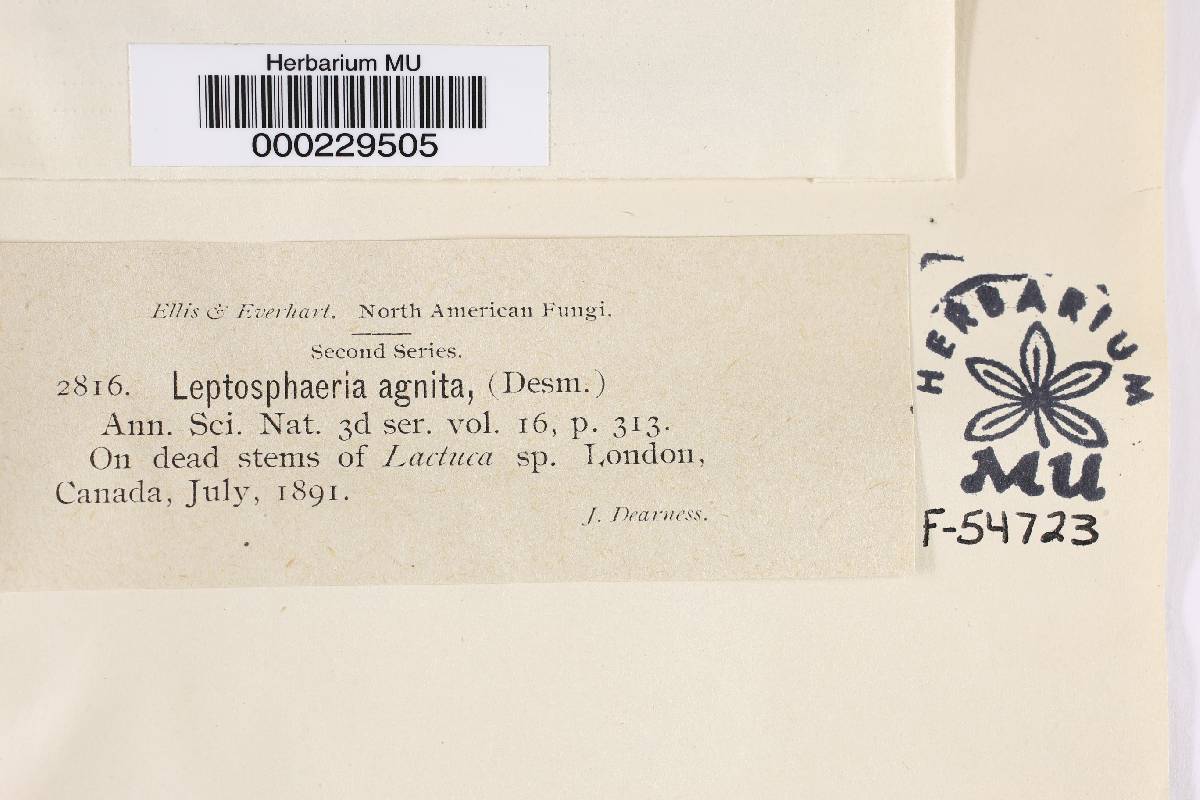 Herbarium MU
000229505
Ellis & Everhart. North American Fungi.
Second Series.
2816. Leptosphaeria agnita, (Desm.)
Ann. Sci. Nat. 3d ser. vol. 16, p. 313.
On dead stems of Lactuca sp. London,
Canada, July, 1891.
J. Dearness.
HERBARIUM
MU
F-54723